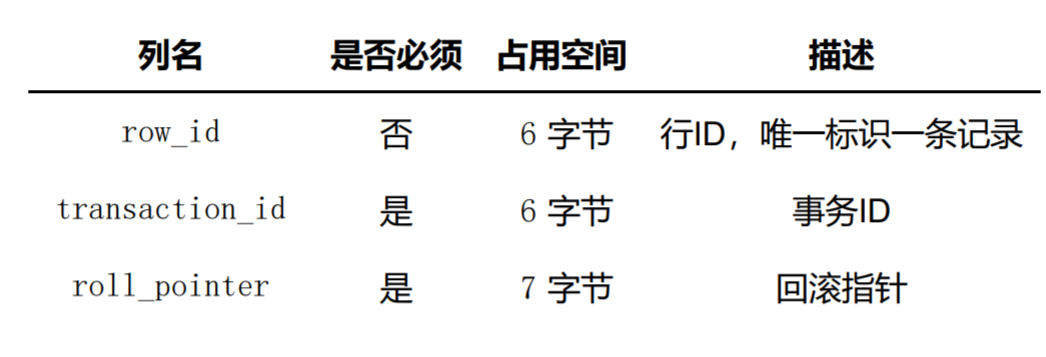 列名 是否必须 占用空间 描述
row_id 否 6 字节 行ID，唯一标识一条记录
transaction_id 是 6 字节 事务ID
roll_pointer 是 7 字节 回滚指针